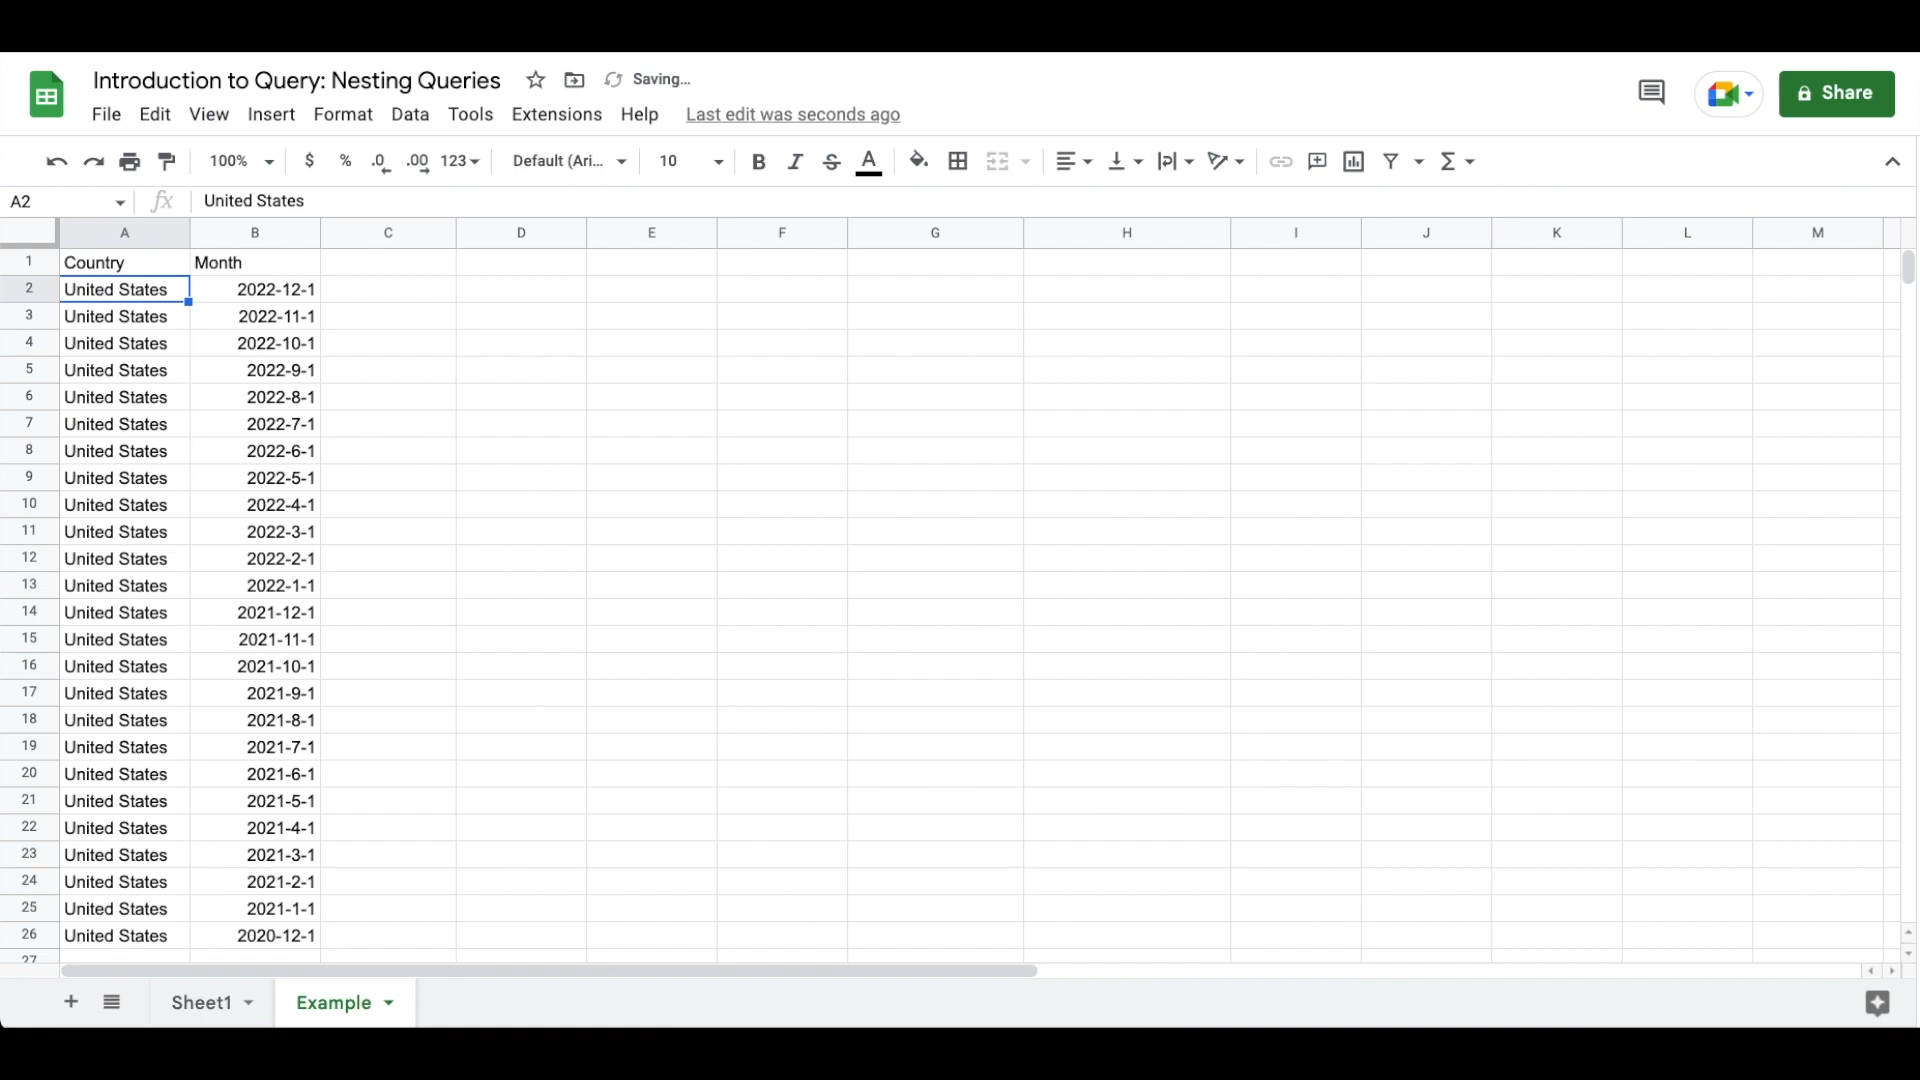 Introduction to Query: Nesting Queries Saving...
File Edit View Insert Format Data Tools Extensions Help Last edit was seconds ago
Share
100% $ % .0 .00 123 Default (Ari... 10 B I S A Σ
A2 fx United States
A B C D E F G H I J K L M
1 Country Month
2 United States 2022-12-1
3 United States 2022-11-1
4 United States 2022-10-1
5 United States 2022-9-1
6 United States 2022-8-1
7 United States 2022-7-1
8 United States 2022-6-1
9 United States 2022-5-1
10 United States 2022-4-1
11 United States 2022-3-1
12 United States 2022-2-1
13 United States 2022-1-1
14 United States 2021-12-1
15 United States 2021-11-1
16 United States 2021-10-1
17 United States 2021-9-1
18 United States 2021-8-1
19 United States 2021-7-1
20 United States 2021-6-1
21 United States 2021-5-1
22 United States 2021-4-1
23 United States 2021-3-1
24 United States 2021-2-1
25 United States 2021-1-1
26 United States 2020-12-1
27
Sheet1 Example